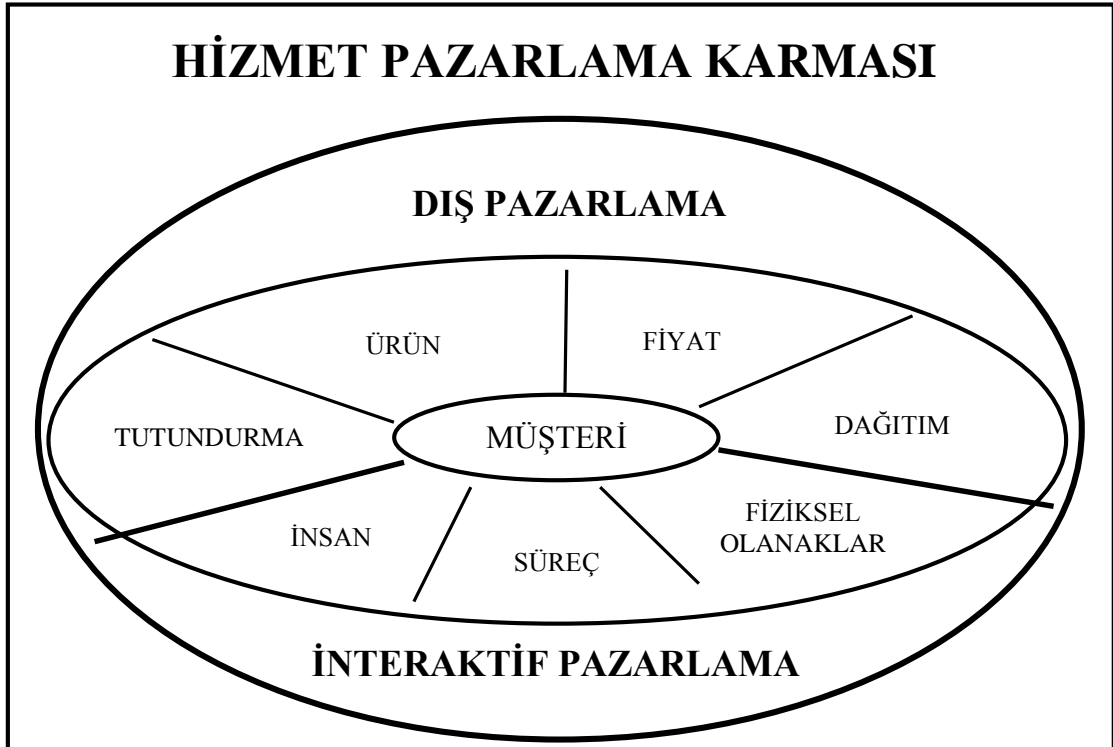 HİZMET PAZARLAMA KARMASI
DIŞ PAZARLAMA
ÜRÜN
FİYAT
TUTUNDURMA
MÜŞTERİ
DAĞITIM
İNSAN
SÜREÇ
FİZİKSEL
OLANAKLAR
İNTERAKTİF PAZARLAMA